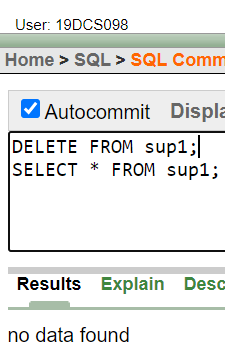 User: 19DCS098
Home > SQL > SQL Comm
Autocommit Displa
DELETE FROM sup1;
SELECT * FROM sup1;
Results Explain Desc
no data found